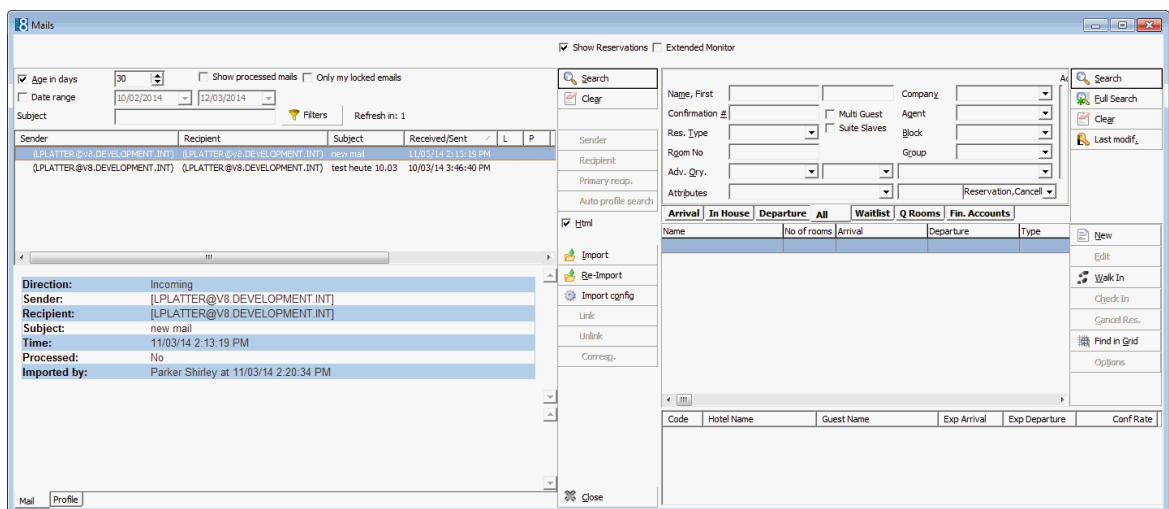 8 Mails
Show Reservations Extended Monitor
Age in days 30 Show processed mails Only my locked emails
Date range 10/02/2014 12/03/2014
Subject Filters Refresh in: 1
Sender Recipient Subject Received/Sent L P
(LPLATTER@V8.DEVELOPMENT.INT) (LPLATTER@V8.DEVELOPMENT.INT) new mail 11/03/14 2:13:19 PM
(LPLATTER@V8.DEVELOPMENT.INT) (LPLATTER@V8.DEVELOPMENT.INT) test heute 10.03 10/03/14 3:46:40 PM
Direction: Incoming
Sender: [LPLATTER@V8.DEVELOPMENT.INT]
Recipient: [LPLATTER@V8.DEVELOPMENT.INT]
Subject: new mail
Time: 11/03/14 2:13:19 PM
Processed: No
Imported by: Parker Shirley at 11/03/14 2:20:34 PM
Mail Profile
Search
Clear
Sender
Recipient
Primary recip.
Auto profile search
Html
Import
Re-Import
Import config
Link
Unlink
Corresp.
Close
Name, First Company
Confirmation # Multi Guest Agent
Res. Type Suite Slaves Block
Room No Group
Adv. Qry.
Attributes Reservation,Cancell
Arrival In House Departure All Waitlist Q Rooms Fin. Accounts
Name No of rooms Arrival Departure Type
Code Hotel Name Guest Name Exp Arrival Exp Departure Conf Rate
Search
Full Search
Clear
Last modif.
New
Edit
Walk In
Check In
Cancel Res.
Find in Grid
Options